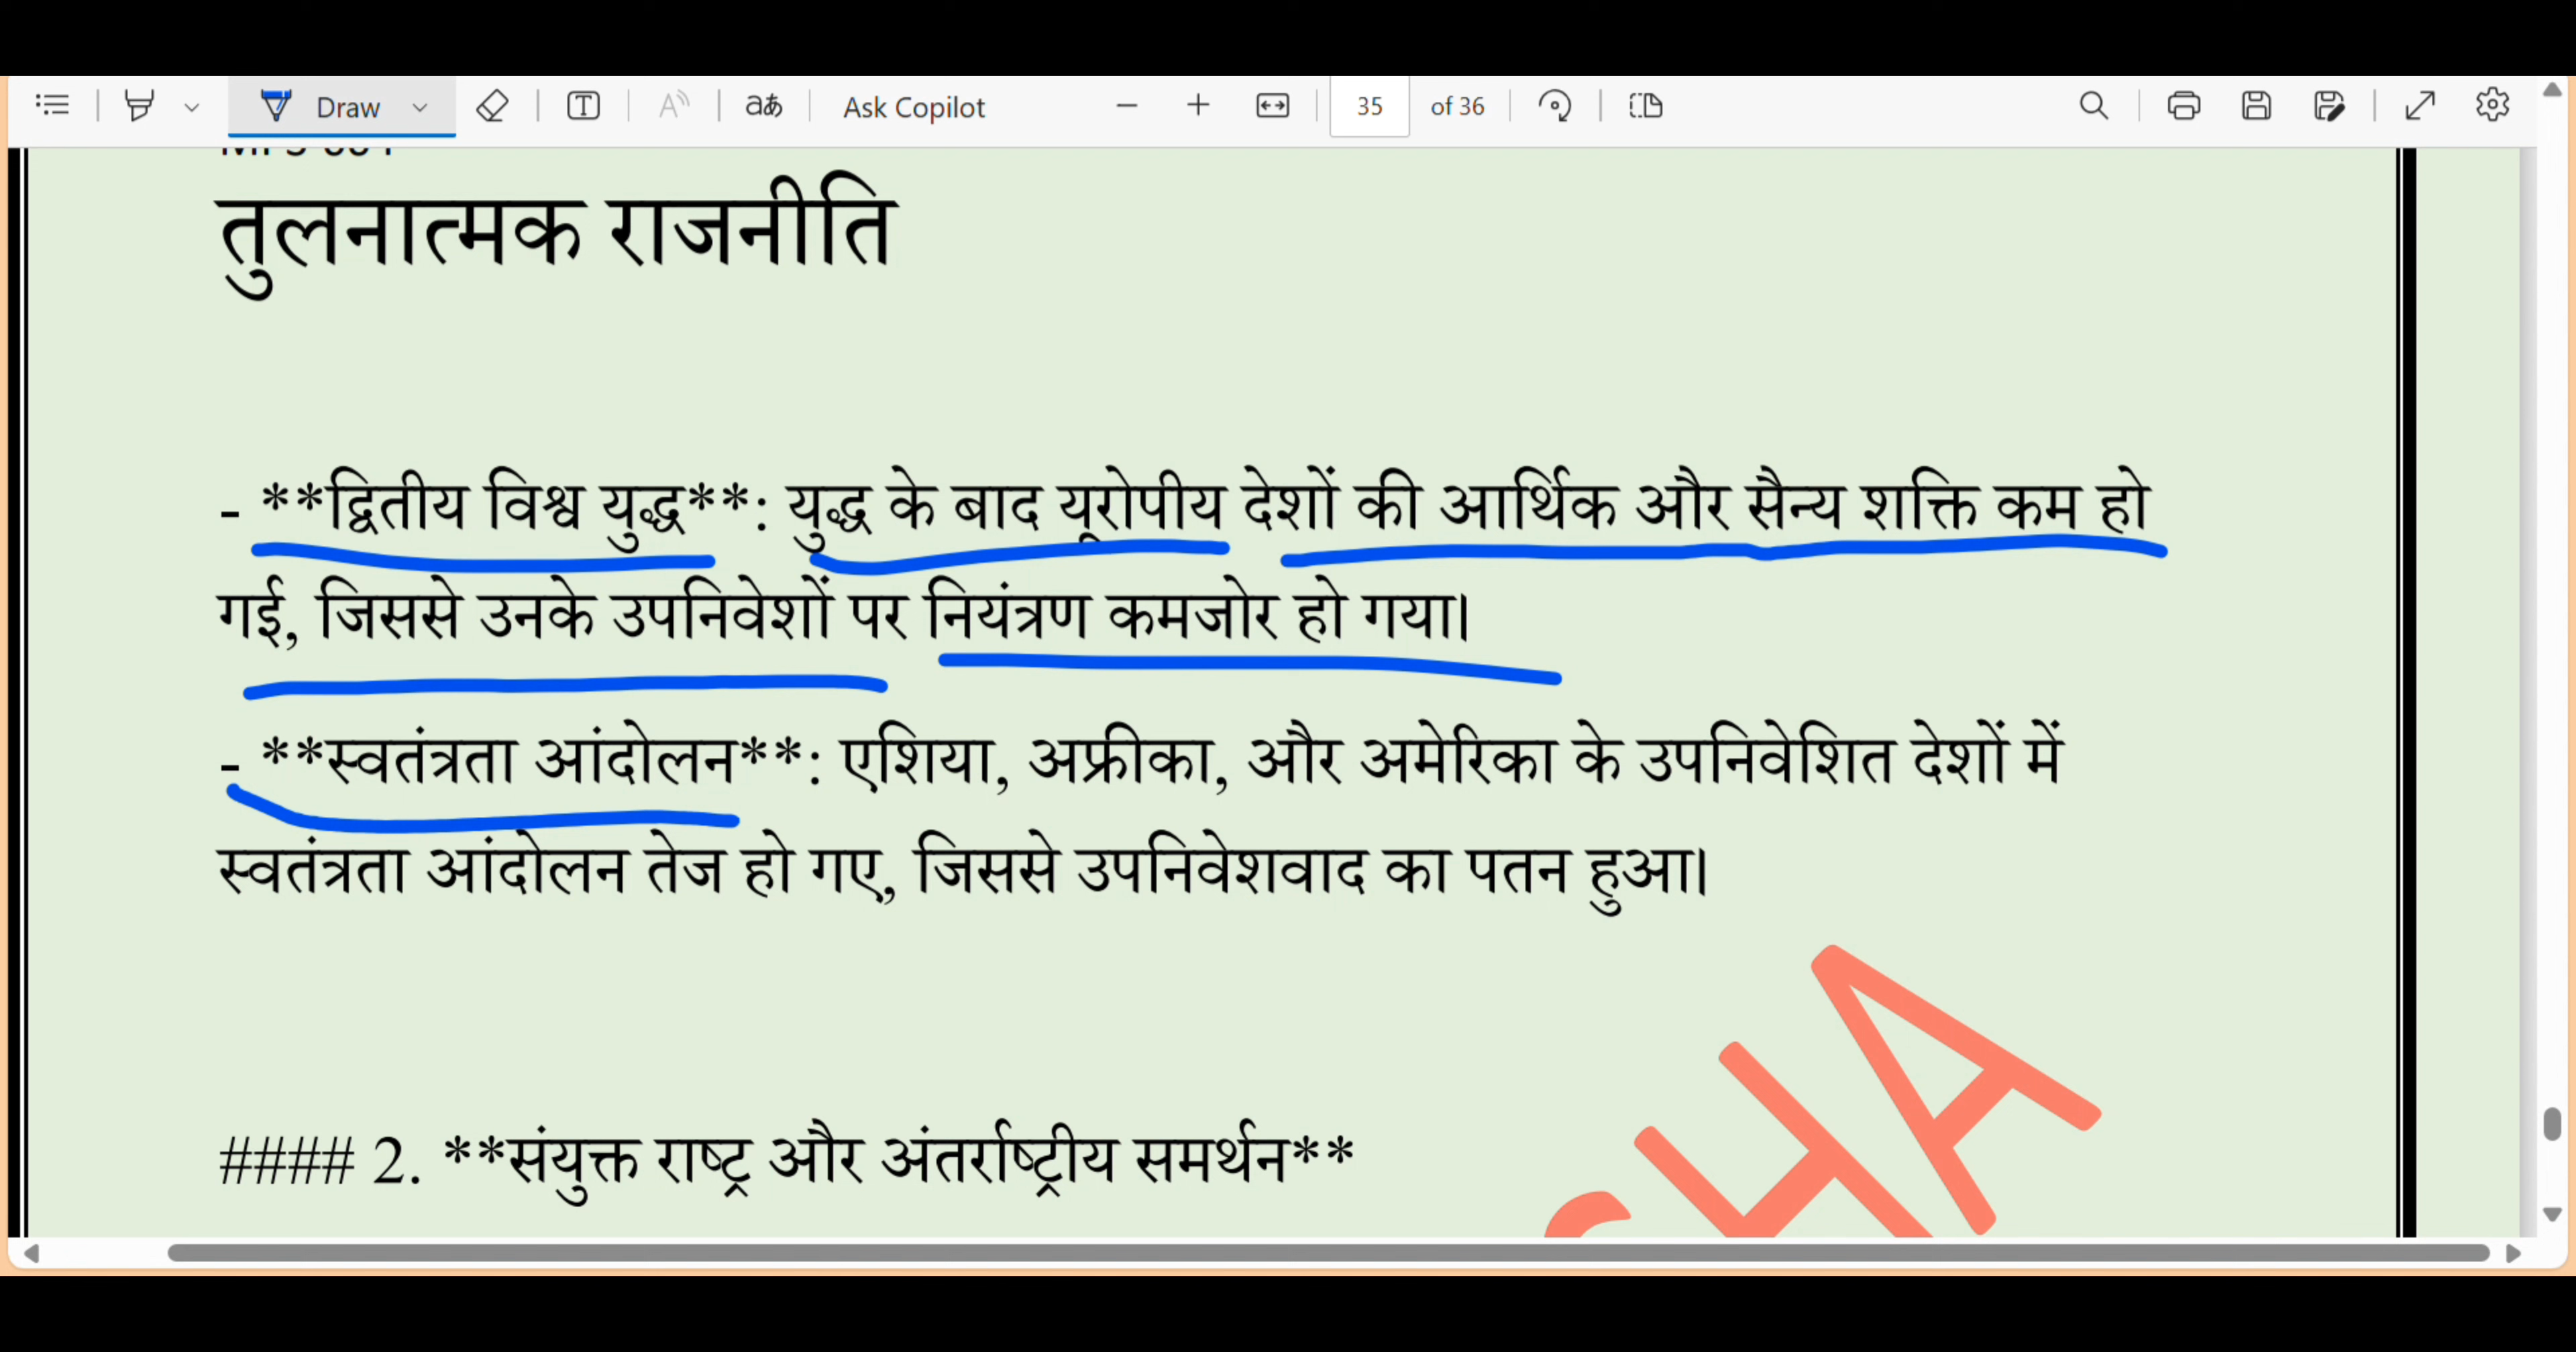 Draw
aあ
Ask Copilot
35 of 36
तुलनात्मक राजनीति
- **द्वितीय विश्व युद्ध**: युद्ध के बाद यूरोपीय देशों की आर्थिक और सैन्य शक्ति कम हो
गई, जिससे उनके उपनिवेशों पर नियंत्रण कमजोर हो गया।
- **स्वतंत्रता आंदोलन**: एशिया, अफ्रीका, और अमेरिका के उपनिवेशित देशों में
स्वतंत्रता आंदोलन तेज हो गए, जिससे उपनिवेशवाद का पतन हुआ।
#### 2. **संयुक्त राष्ट्र और अंतर्राष्ट्रीय समर्थन**